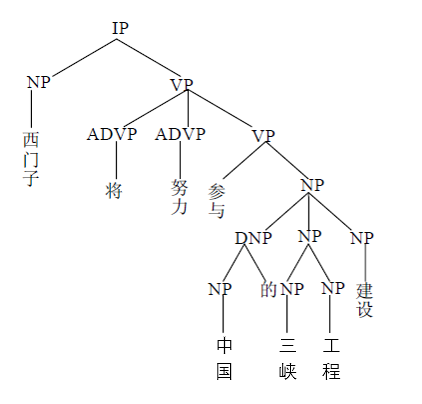 IP
NP VP
西门子 ADVP ADVP VP
将 努力 参与 NP
DNP NP NP
NP 的 NP NP 建设
中国 三峡 工程